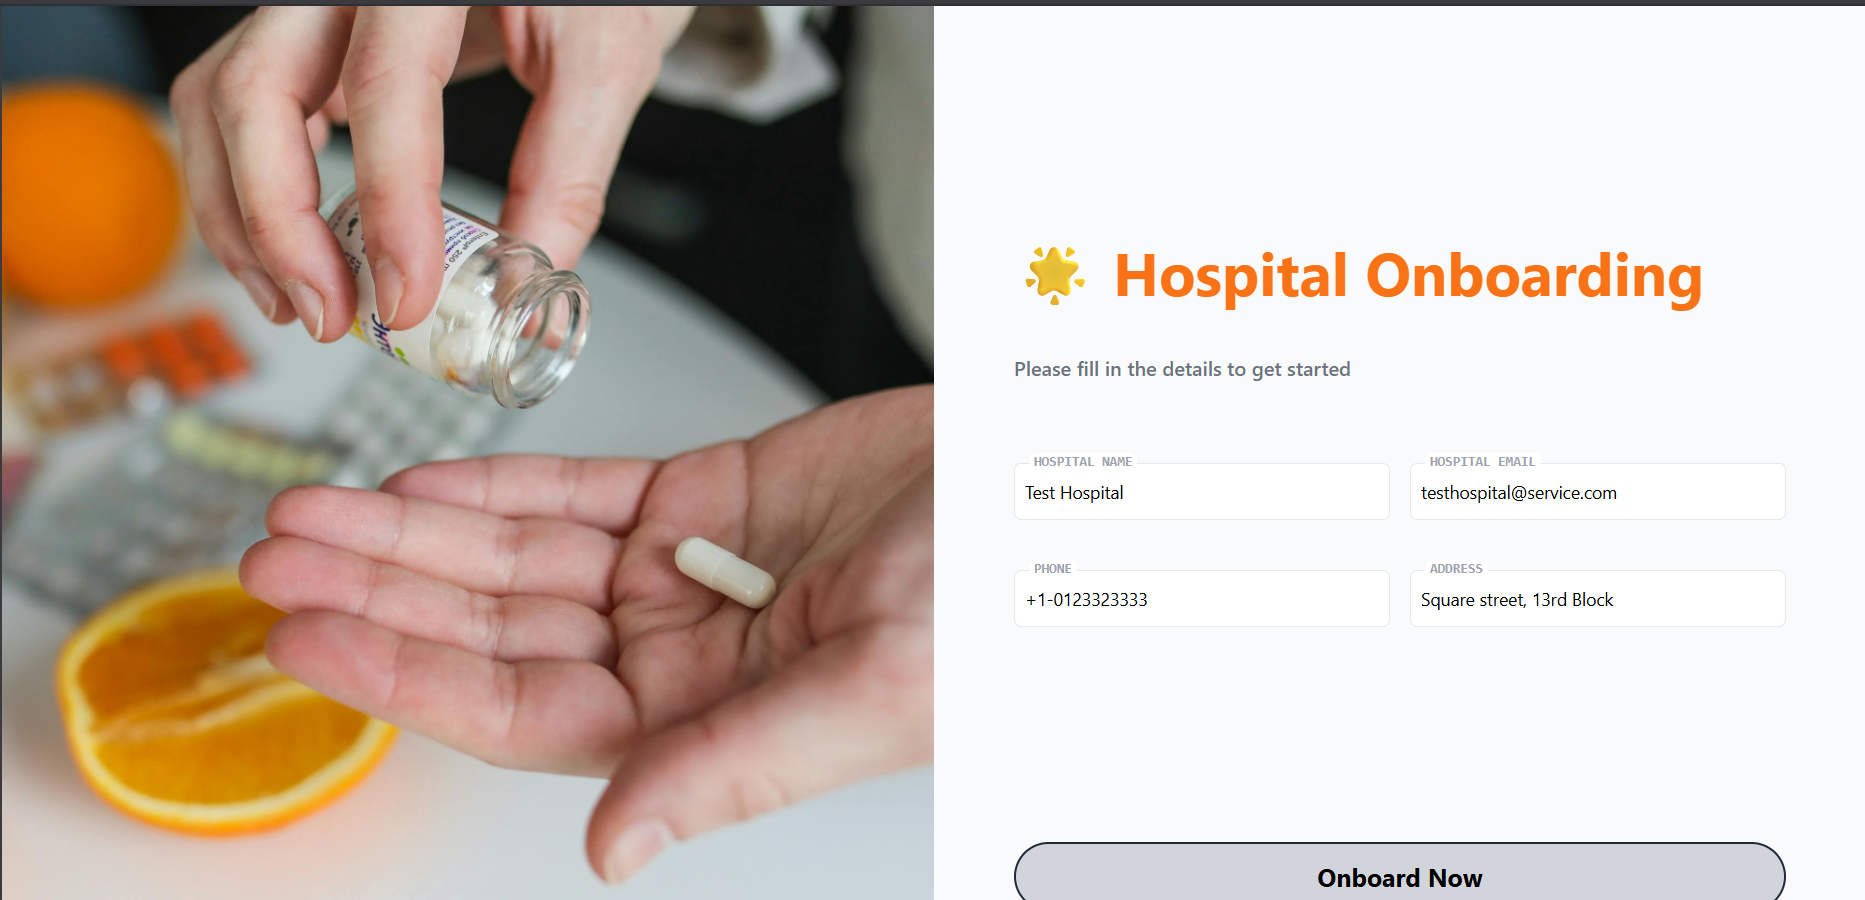 Hospital Onboarding
Please fill in the details to get started
HOSPITAL NAME
Test Hospital
HOSPITAL EMAIL
testhospital@service.com
PHONE
+1-0123323333
ADDRESS
Square street, 13rd Block
Onboard Now